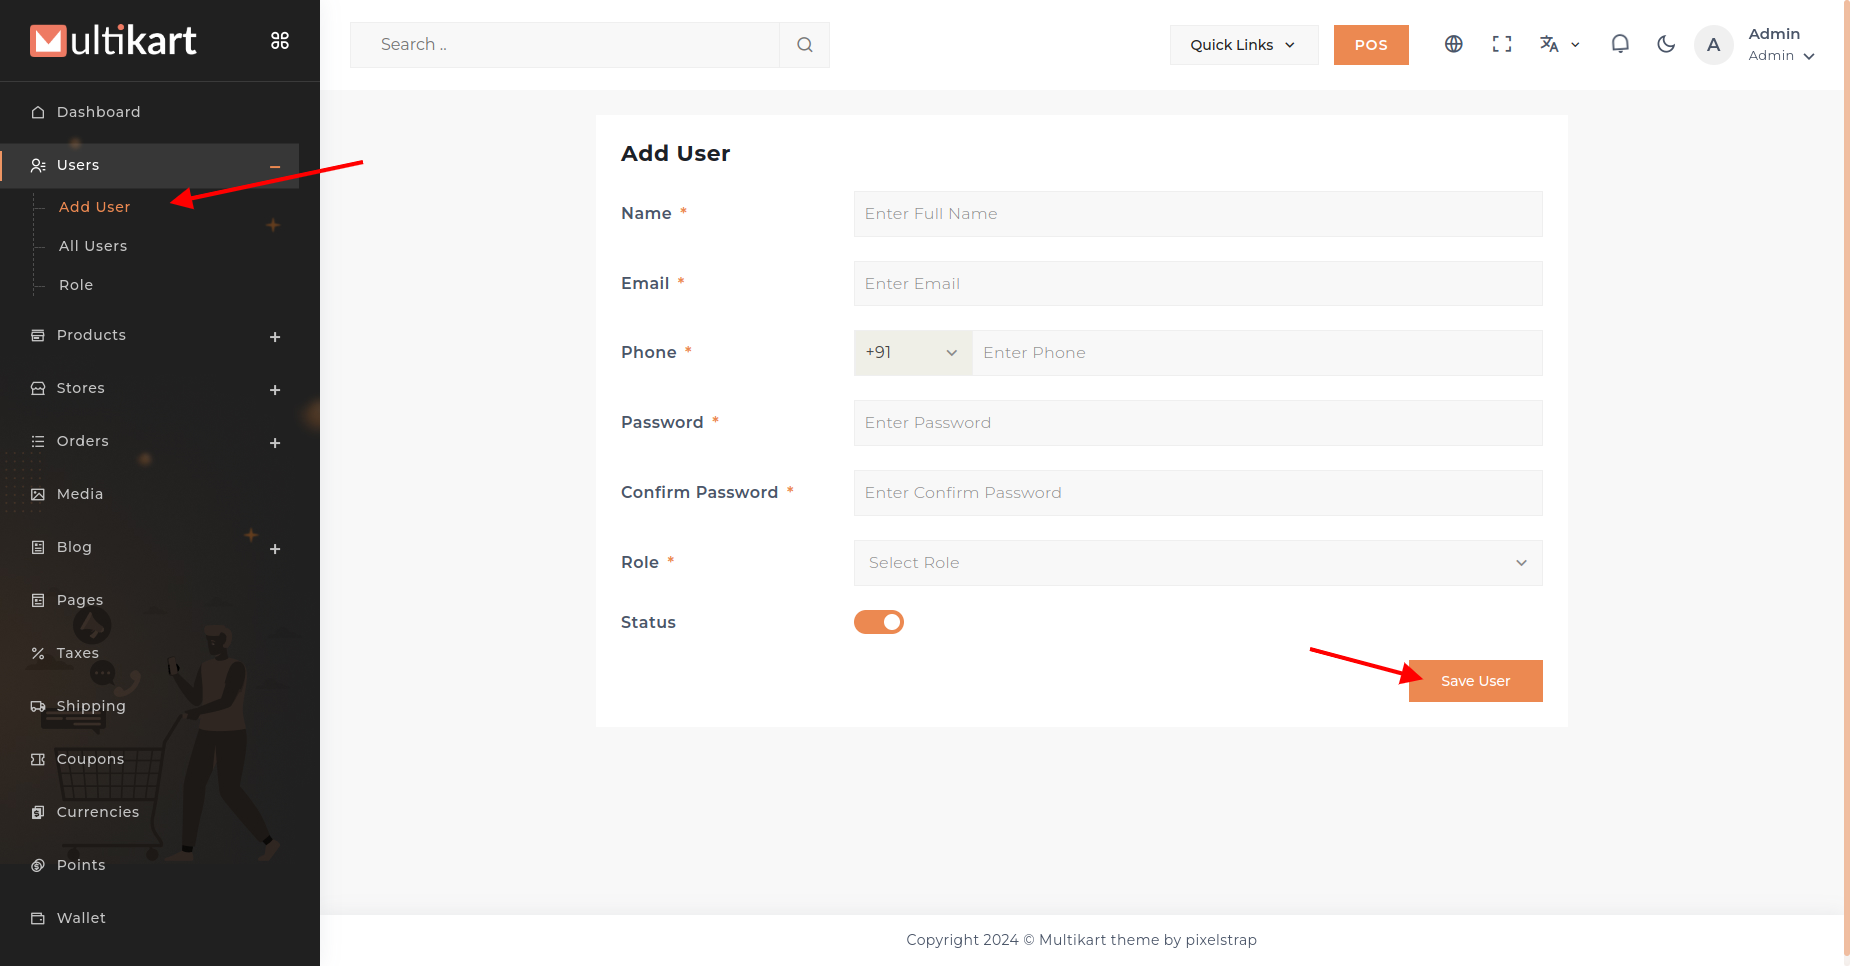 Multikart
Search ..
Quick Links
POS
A
Admin
Admin
Dashboard
Users
Add User
All Users
Role
Products
Stores
Orders
Media
Blog
Pages
Taxes
Shipping
Coupons
Currencies
Points
Wallet
Add User
Name *
Enter Full Name
Email *
Enter Email
Phone *
+91
Enter Phone
Password *
Enter Password
Confirm Password *
Enter Confirm Password
Role *
Select Role
Status
Save User
Copyright 2024 © Multikart theme by pixelstrap